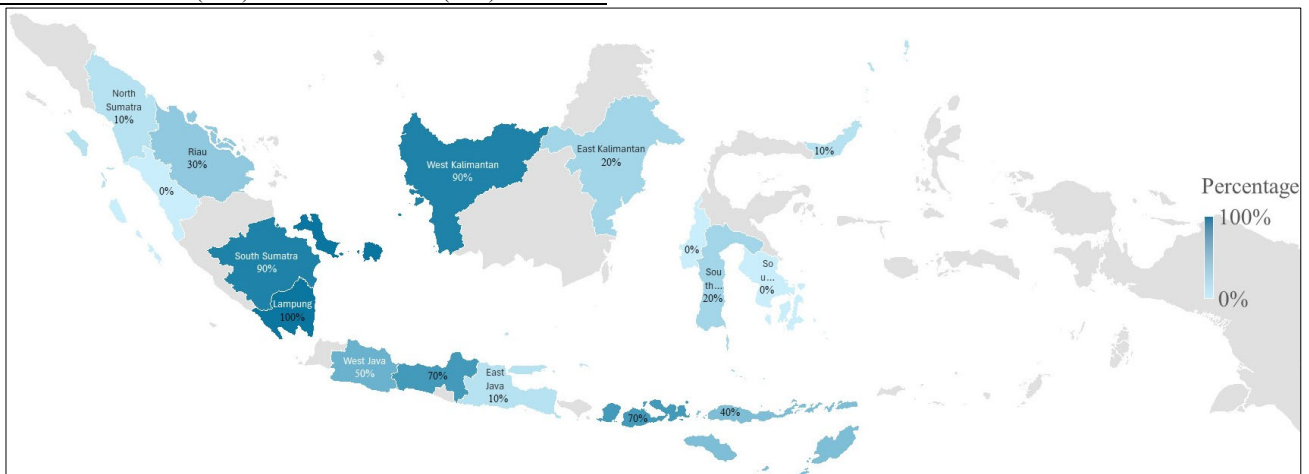 North
Sumatra
10%
Riau
30%
0%
South Sumatra
90%
Lampung
100%
West Kalimantan
90%
East Kalimantan
20%
10%
0%
Sou
th...
20%
So
u...
0%
West Java
50%
70%
East
Java
10%
70%
40%
Percentage
100%
0%